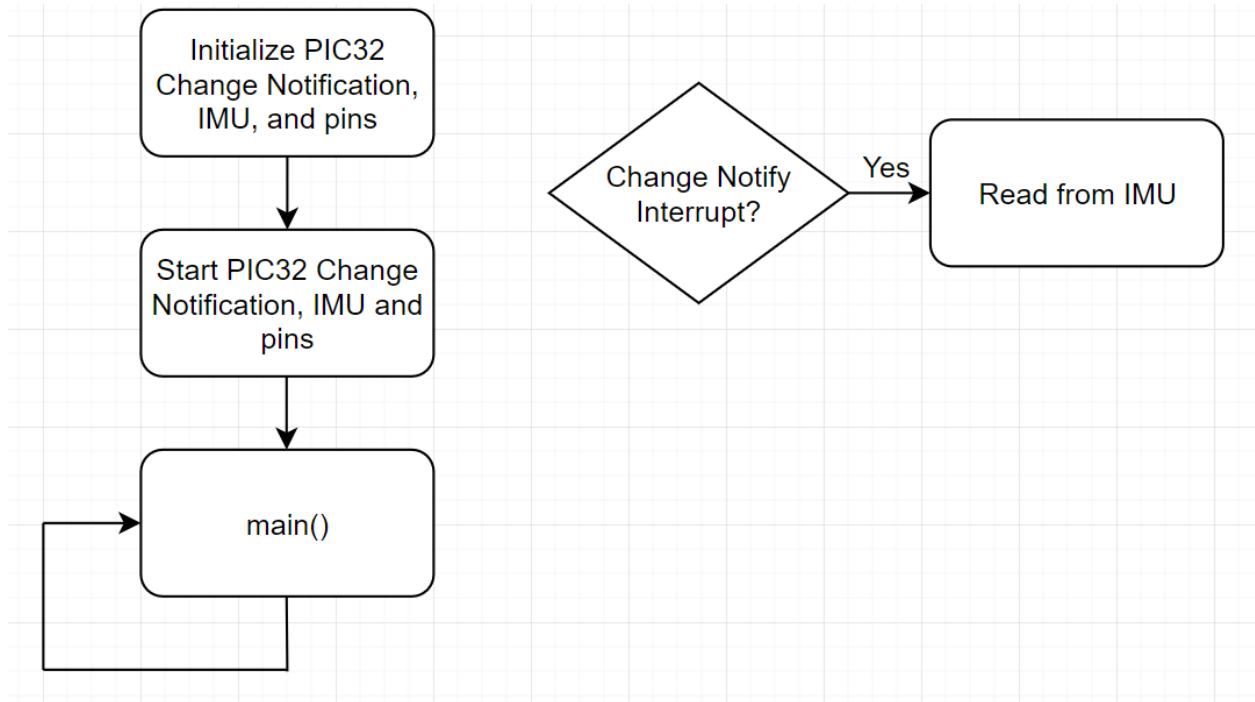 Initialize PIC32
Change Notification,
IMU, and pins
Start PIC32 Change
Notification, IMU and
pins
main()
Change Notify
Interrupt?
Yes
Read from IMU